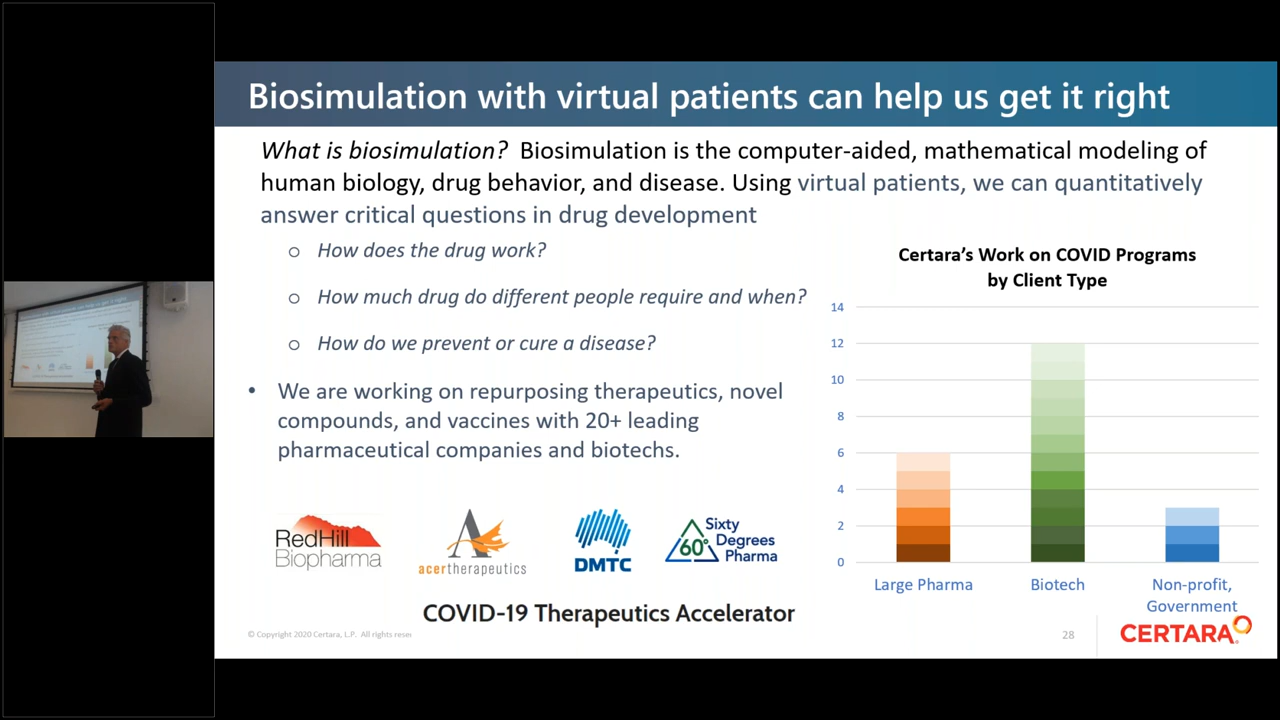 Biosimulation with virtual patients can help us get it right
What is biosimulation? Biosimulation is the computer-aided, mathematical modeling of
human biology, drug behavior, and disease. Using virtual patients, we can quantitatively
answer critical questions in drug development
o How does the drug work?
o How much drug do different people require and when?
o How do we prevent or cure a disease?
• We are working on repurposing therapeutics, novel
compounds, and vaccines with 20+ leading
pharmaceutical companies and biotechs.
RedHill
Biopharma
acertherapeutics
DMTC
60°
Sixty
Degrees
Pharma
COVID-19 Therapeutics Accelerator
Certara's Work on COVID Programs
by Client Type
14
12
10
8
6
4
2
0
Large Pharma
Biotech
Non-profit,
Government
© Copyright 2020 Certara, L.P. All rights reser
28
CERTARA